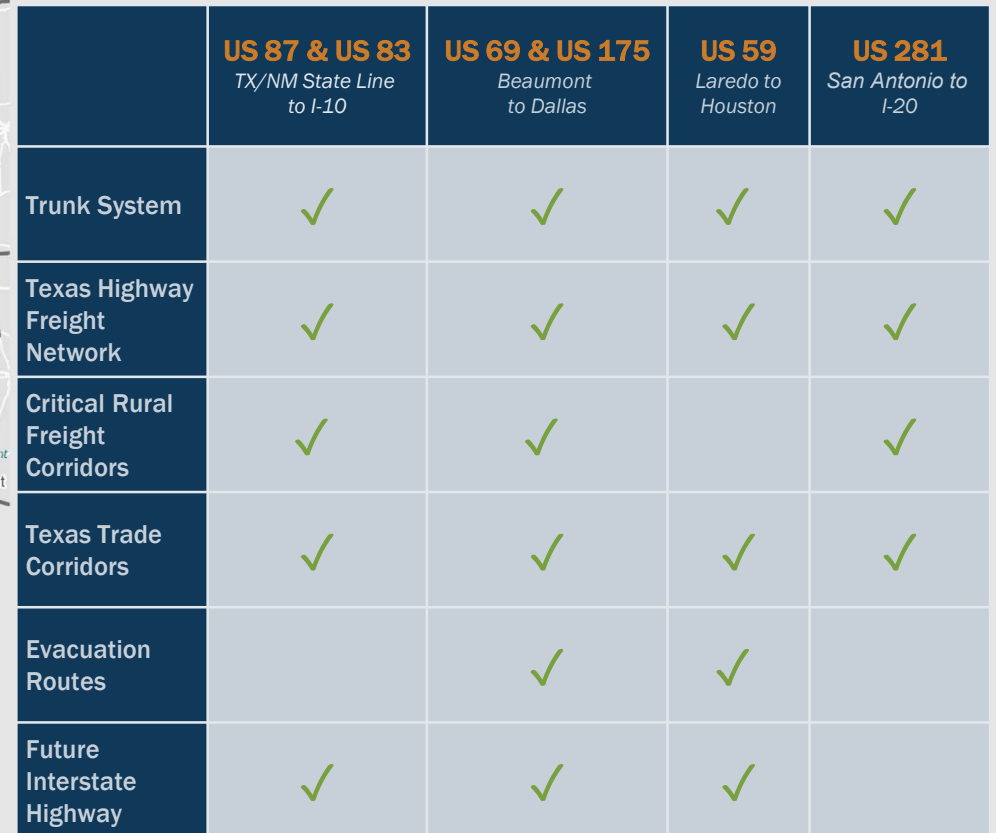 US 87 & US 83
TX/NM State Line
to I-10
US 69 & US 175
Beaumont
to Dallas
US 59
Laredo to
Houston
US 281
San Antonio to
I-20
Trunk System
✓ ✓ ✓ ✓
Texas Highway
Freight
Network
✓ ✓ ✓ ✓
Critical Rural
Freight
Corridors
✓ ✓ ✓
Texas Trade
Corridors
✓ ✓ ✓ ✓
Evacuation
Routes
✓ ✓
Future
Interstate
Highway
✓ ✓ ✓